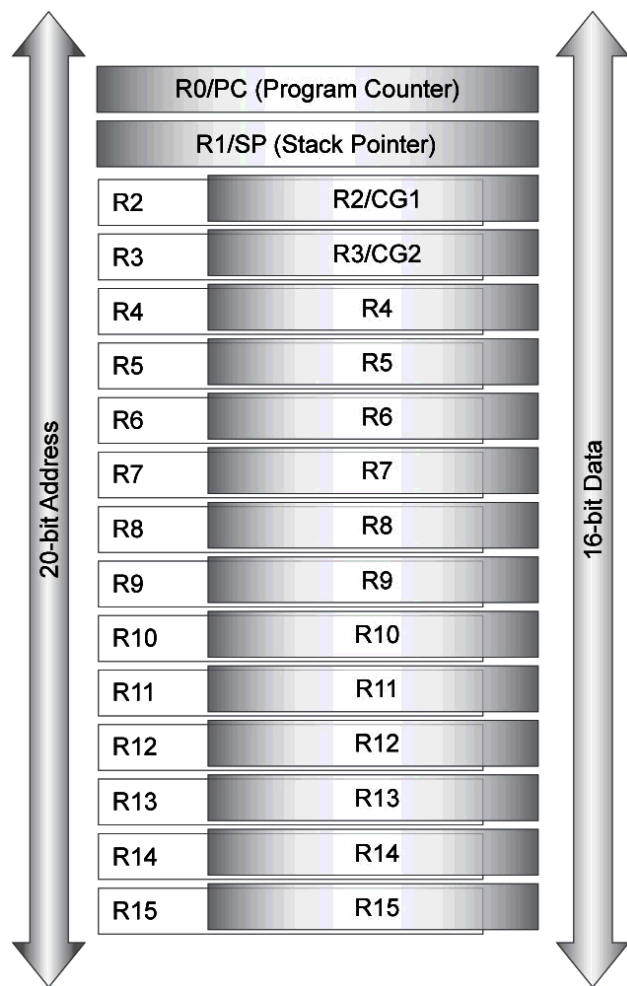 R0/PC (Program Counter)
R1/SP (Stack Pointer)
R2 R2/CG1
R3 R3/CG2
R4 R4
R5 R5
R6 R6
R7 R7
R8 R8
R9 R9
R10 R10
R11 R11
R12 R12
R13 R13
R14 R14
R15 R15
20-bit Address
16-bit Data